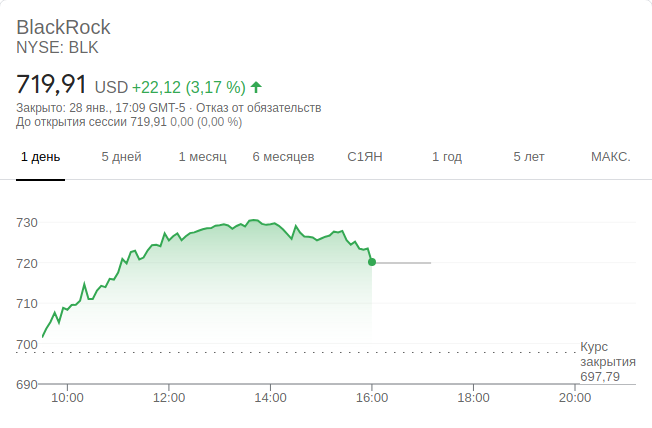 BlackRock
NYSE: BLK
719,91 USD +22,12 (3,17 %)
Закрыто: 28 янв., 17:09 GMT-5 · Отказ от обязательств
До открытия сессии 719,91 0,00 (0,00 %)
1 день 5 дней 1 месяц 6 месяцев С1ЯН 1 год 5 лет МАКС.
730
720
710
700
Курс
закрытия
697,79
690
10:00 12:00 14:00 16:00 18:00 20:00